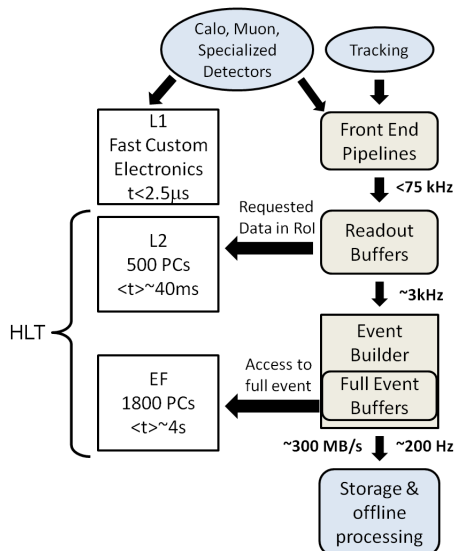 Calo, Muon,
Specialized
Detectors
Tracking
L1
Fast Custom
Electronics
t<2.5μs
Front End
Pipelines
<75 kHz
Requested
Data in RoI
L2
500 PCs
<t>~40ms
Readout
Buffers
~3kHz
HLT
Event
Builder
Full Event
Buffers
Access to
full event
EF
1800 PCs
<t>~4s
~300 MB/s
~200 Hz
Storage &
offline
processing